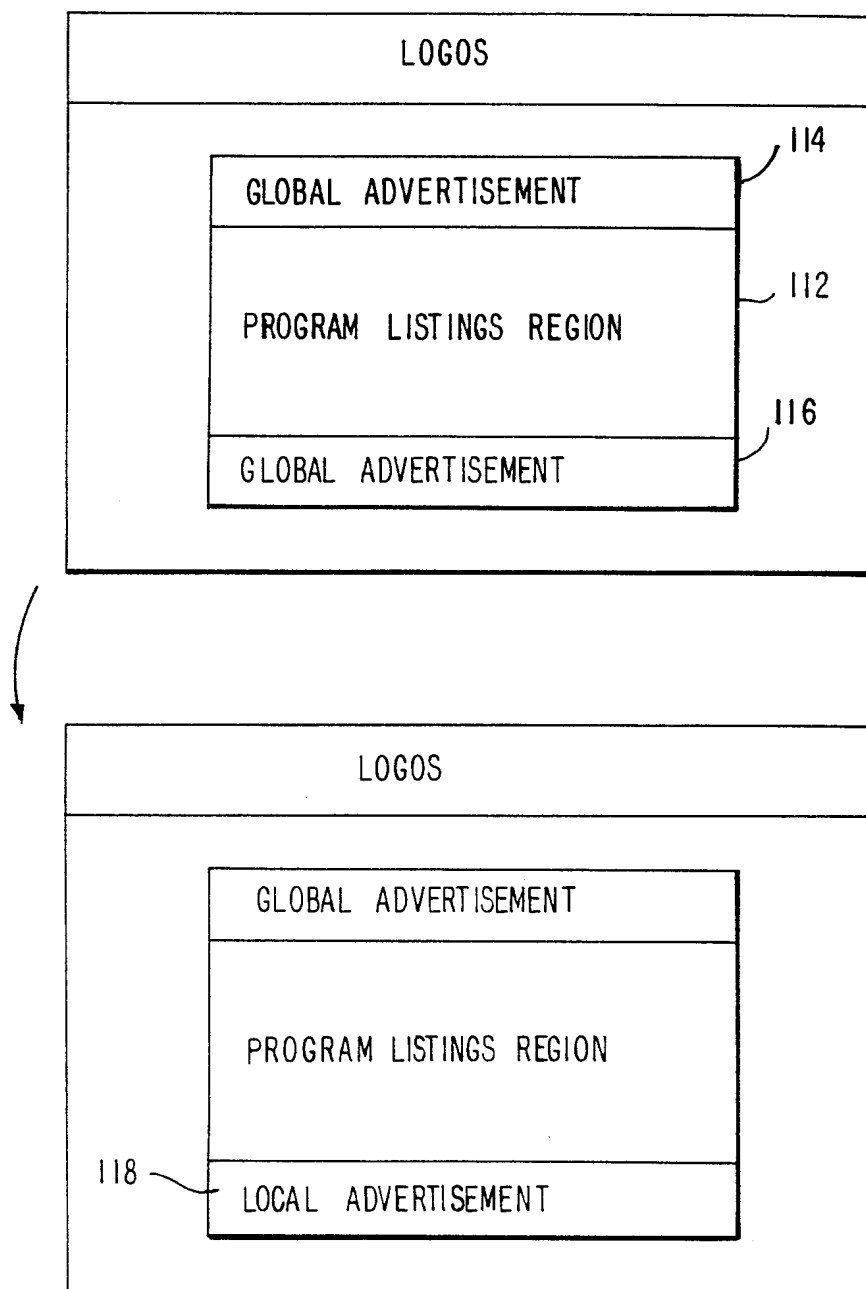 LOGOS
114
GLOBAL ADVERTISEMENT
112
PROGRAM LISTINGS REGION
116
GLOBAL ADVERTISEMENT
LOGOS
GLOBAL ADVERTISEMENT
PROGRAM LISTINGS REGION
118
LOCAL ADVERTISEMENT